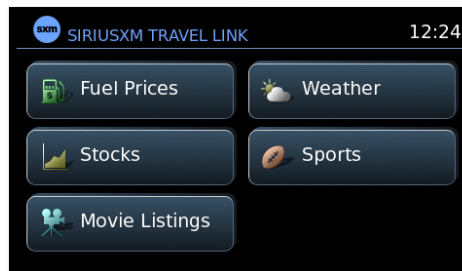 sxm SIRIUSXM TRAVEL LINK 12:24
Fuel Prices
Weather
Stocks
Sports
Movie Listings